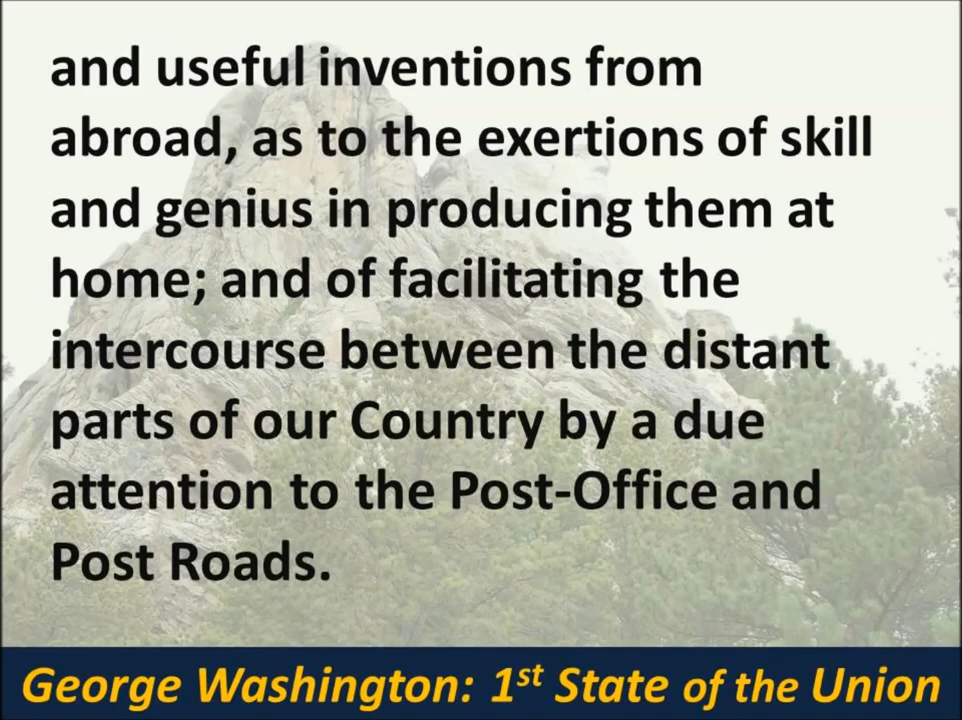 and useful inventions from
abroad, as to the exertions of skill
and genius in producing them at
home; and of facilitating the
intercourse between the distant
parts of our Country by a due
attention to the Post-Office and
Post Roads.
George Washington: 1st State of the Union